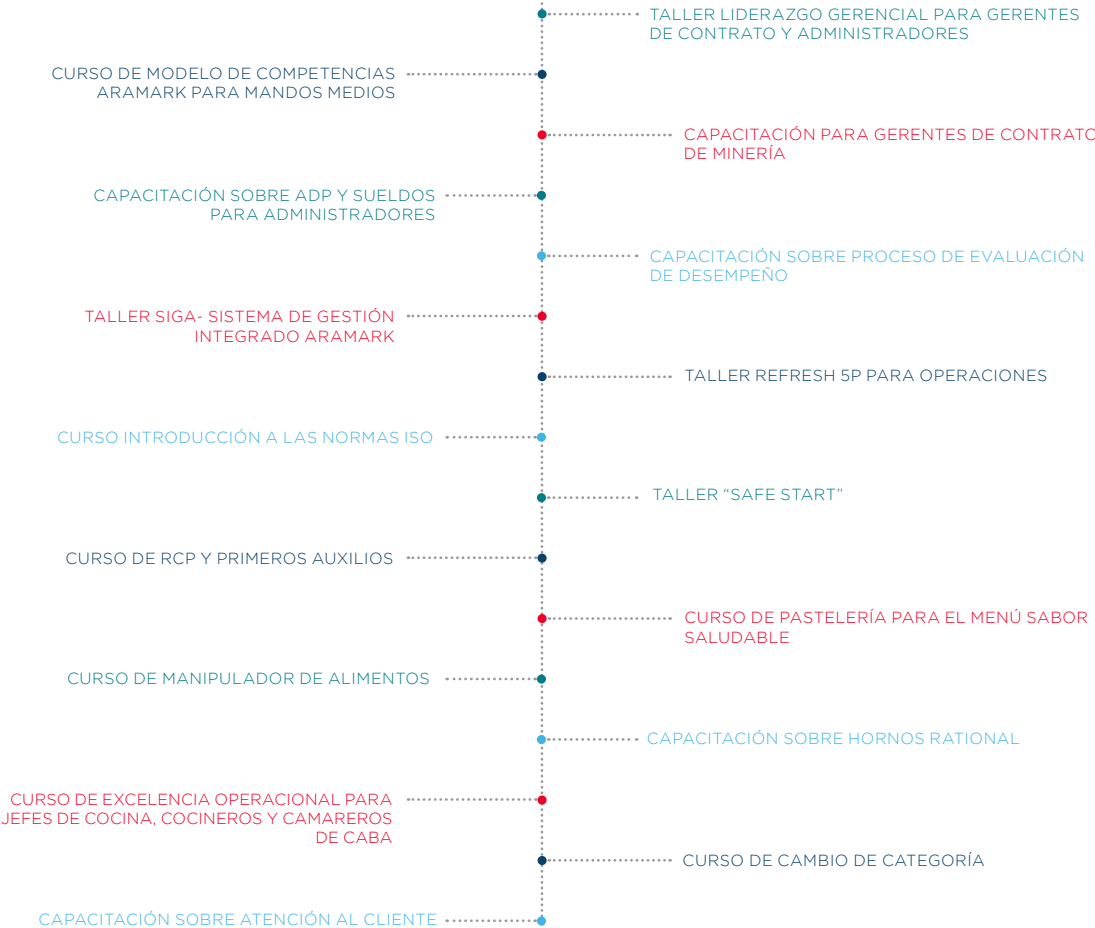 TALLER LIDERAZGO GERENCIAL PARA GERENTES
DE CONTRATO Y ADMINISTRADORES
CURSO DE MODELO DE COMPETENCIAS
ARAMARK PARA MANDOS MEDIOS
CAPACITACIÓN PARA GERENTES DE CONTRATO
DE MINERÍA
CAPACITACIÓN SOBRE ADP Y SUELDOS
PARA ADMINISTRADORES
CAPACITACIÓN SOBRE PROCESO DE EVALUACIÓN
DE DESEMPEÑO
TALLER SIGA- SISTEMA DE GESTIÓN
INTEGRADO ARAMARK
TALLER REFRESH 5P PARA OPERACIONES
CURSO INTRODUCCIÓN A LAS NORMAS ISO
TALLER “SAFE START”
CURSO DE RCP Y PRIMEROS AUXILIOS
CURSO DE PASTELERÍA PARA EL MENÚ SABOR
SALUDABLE
CURSO DE MANIPULADOR DE ALIMENTOS
CAPACITACIÓN SOBRE HORNOS RATIONAL
CURSO DE EXCELENCIA OPERACIONAL PARA
JEFES DE COCINA, COCINEROS Y CAMAREROS
DE CABA
CURSO DE CAMBIO DE CATEGORÍA
CAPACITACIÓN SOBRE ATENCIÓN AL CLIENTE